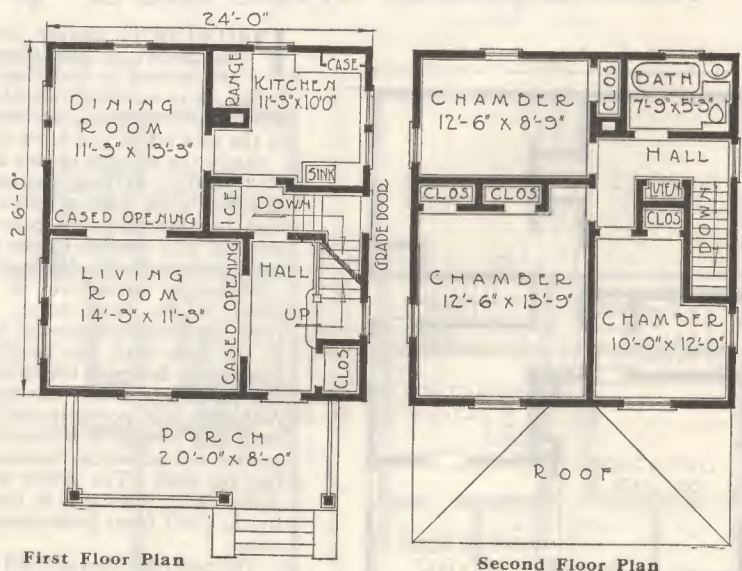 24'-0"
26'-0"
DINING
ROOM
11'-3" X 13'-3"
CASED OPENING
RANGE
KITCHEN
11'-3" X 10'0"
CASE
SINK
ICE
DOWN
GRADE DOOR
LIVING
ROOM
14'-3" X 11'-3"
CASED OPENING
HALL
UP
CLOS
PORCH
20'-0" X 8'-0"
First Floor Plan
CHAMBER
12'-6" X 8'-9"
CLOS
BATH
7'-9" X 5'-3"
HALL
CLOS
CLOS
LINEN
CLOS
DOWN
CHAMBER
12'-6" X 13'-9"
CHAMBER
10'-0" X 12'-0"
ROOF
Second Floor Plan